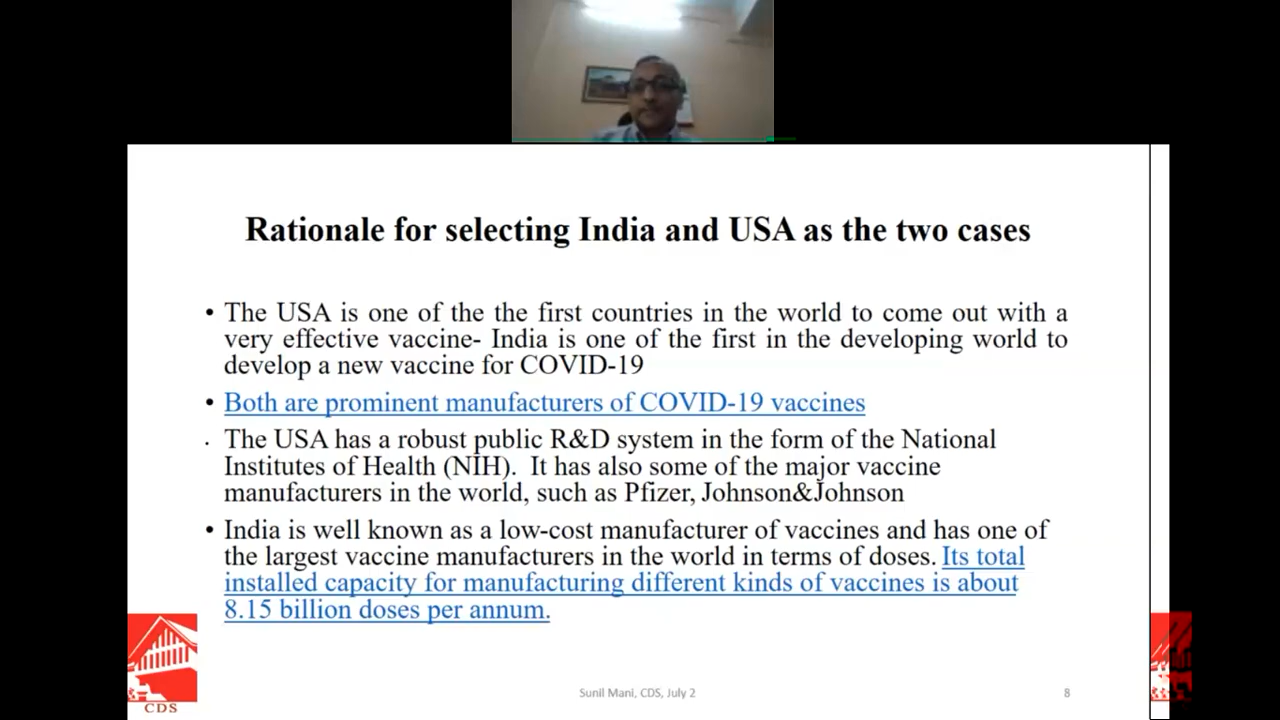 Rationale for selecting India and USA as the two cases
• The USA is one of the the first countries in the world to come out with a
very effective vaccine- India is one of the first in the developing world to
develop a new vaccine for COVID-19
• Both are prominent manufacturers of COVID-19 vaccines
· The USA has a robust public R&D system in the form of the National
Institutes of Health (NIH). It has also some of the major vaccine
manufacturers in the world, such as Pfizer, Johnson&Johnson
• India is well known as a low-cost manufacturer of vaccines and has one of
the largest vaccine manufacturers in the world in terms of doses. Its total
installed capacity for manufacturing different kinds of vaccines is about
8.15 billion doses per annum.
CDS
Sunil Mani, CDS, July 2
8